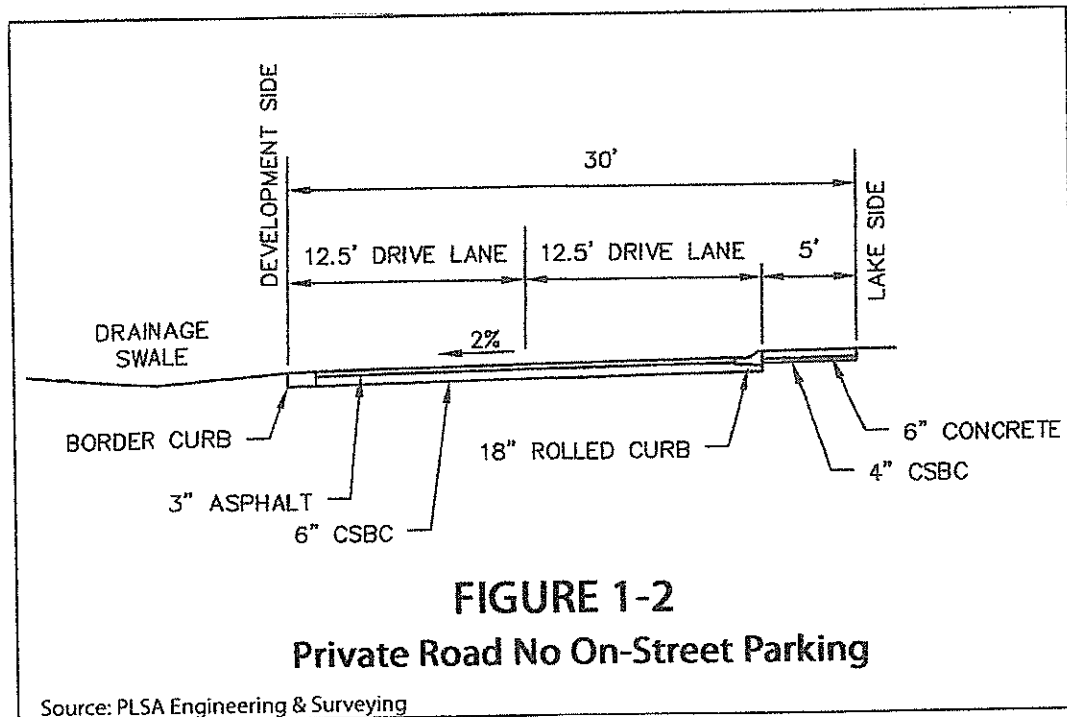 DEVELOPMENT SIDE
30'
LAKE SIDE
12.5' DRIVE LANE
12.5' DRIVE LANE
5'
DRAINAGE
SWALE
2%
BORDER CURB
18" ROLLED CURB
6" CONCRETE
4" CSBC
3" ASPHALT
6" CSBC
FIGURE 1-2
Private Road No On-Street Parking
Source: PLSA Engineering & Surveying